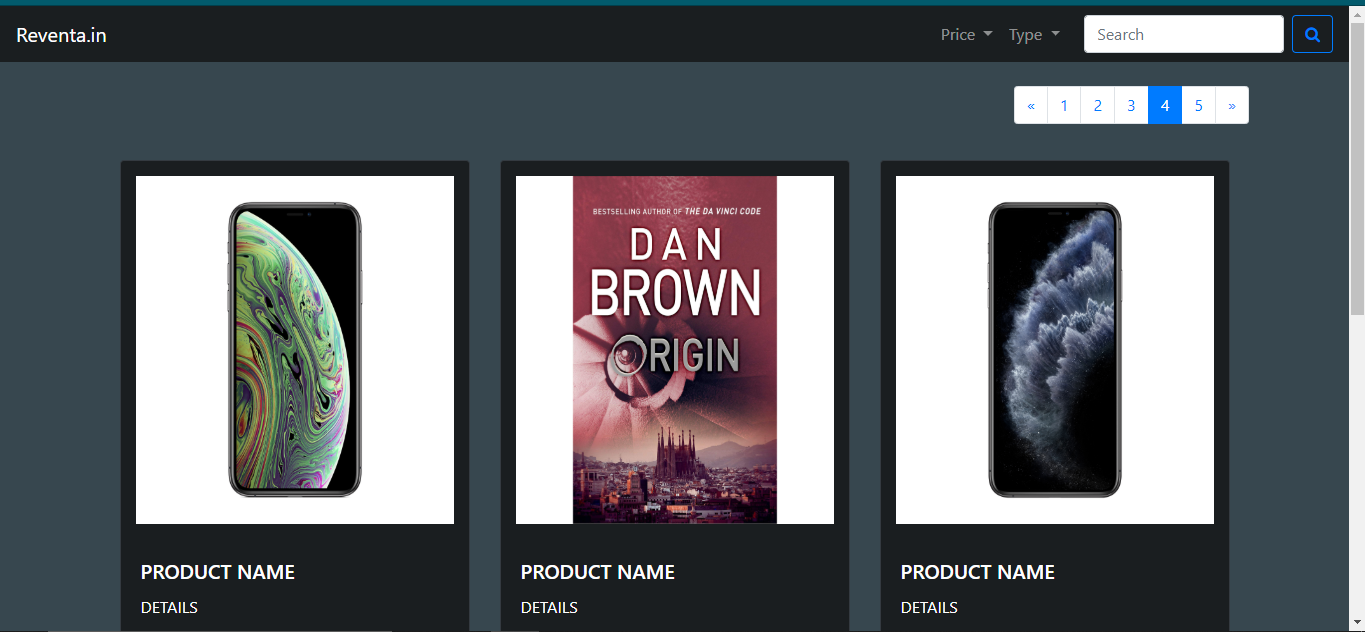 Reventa.in
Price
Type
Search
« 1 2 3 4 5 »
BESTSELLING AUTHOR OF THE DA VINCI CODE
DAN
BROWN
ORIGIN
PRODUCT NAME
DETAILS
PRODUCT NAME
DETAILS
PRODUCT NAME
DETAILS